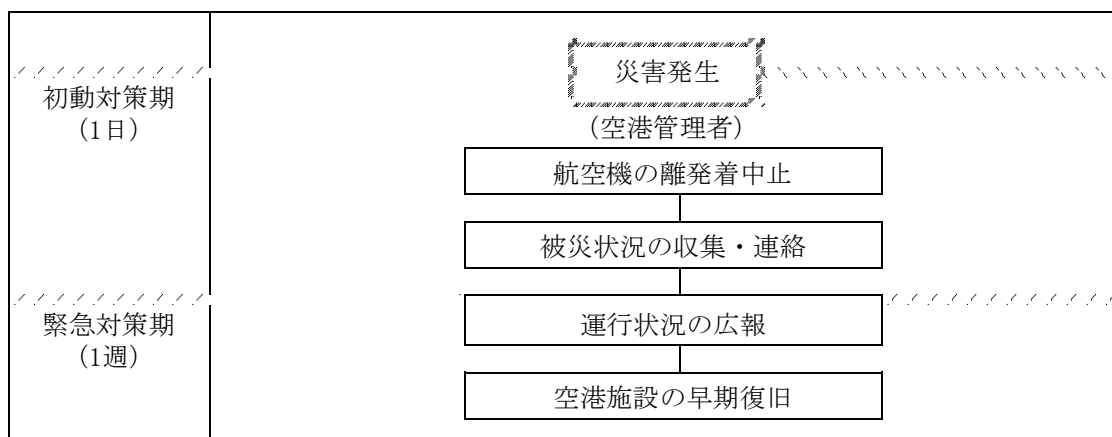 災害発生
初動対策期
(1日)
(空港管理者)
航空機の離発着中止
被災状況の収集・連絡
緊急対策期
(1週)
運行状況の広報
空港施設の早期復旧